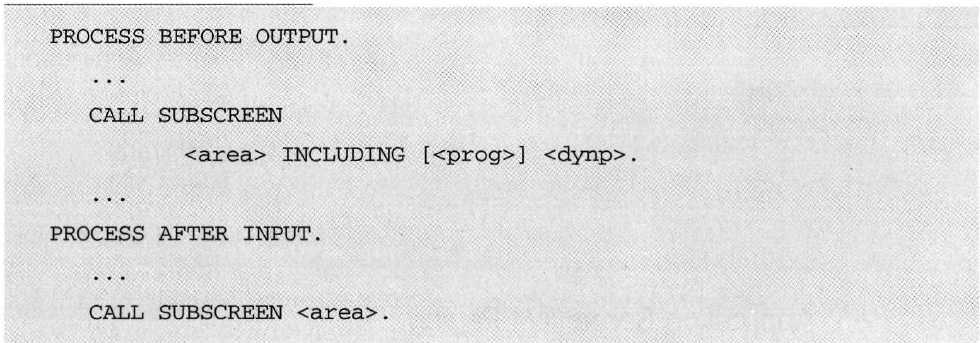 PROCESS BEFORE OUTPUT.
...
CALL SUBSCREEN
<area> INCLUDING [<prog>] <dynp>.
...
PROCESS AFTER INPUT.
...
CALL SUBSCREEN <area>.